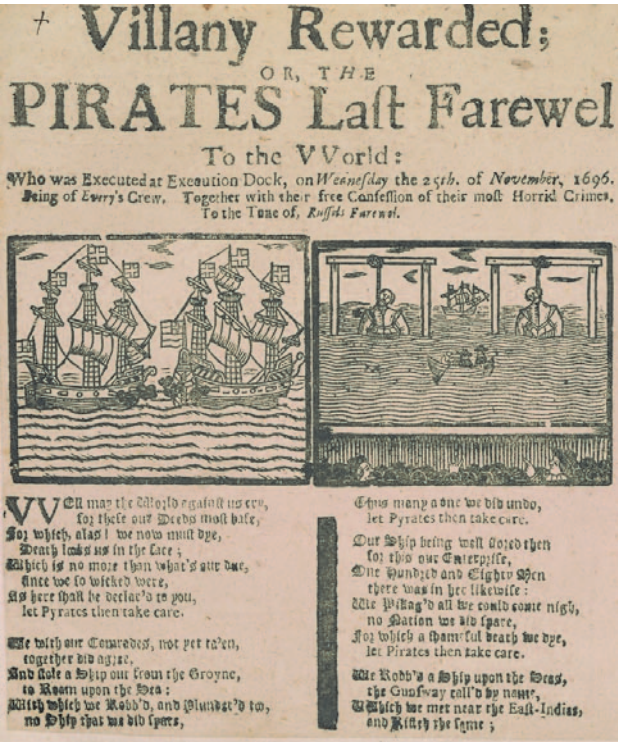 Villany Rewarded;
OR, THE
PIRATES Laſt Farewel
To the VVorld:
Who was Executed at Execution Dock, on Wednesday the 25th. of November, 1696.
Being of Every's Crew. Together with their free Confeſſion of their moſt Horrid Crimes.
To the Tune of, Ruſſels Farewel.
VVEll may the World againſt us cry,
for theſe our Deeds moſt baſe,
For which, alas! we now muſt dye,
Death looks us in the face;
Which is no more than what's our due,
ſince we ſo wicked were,
As here ſhall be declar'd to you,
let Pyrates then take care.
We with our Comrades, not yet ta'en,
together did agree,
And ſtole a Ship out from the Groyne,
to Roam upon the Sea:
With which we Robb'd, and Plunder'd too,
no Ship that we did ſpare,
Thus many a one we did undo,
let Pyrates then take care.
Our Ship being well ſtored then
for this our Enterpriſe,
One Hundred and Eighty Men
there was in her likewiſe:
We Pillag'd all we could come nigh,
no Nation we did ſpare,
For which a ſhameful death we dye,
let Pirates then take care.
We Robb'd a Ship upon the Seas,
the Gunſway call'd by name,
Which we met near the Eaſt-Indias,
and Rifled the ſame;